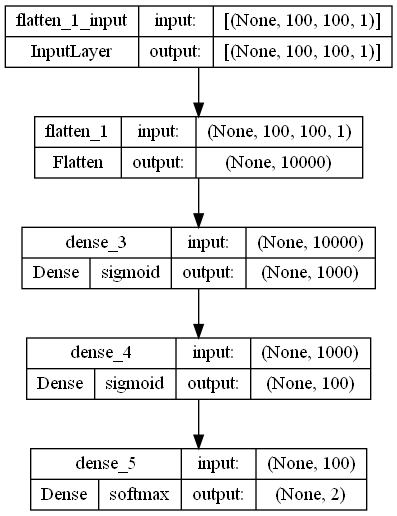 flatten_1_input input: [(None, 100, 100, 1)]
InputLayer output: [(None, 100, 100, 1)]
flatten_1 input: (None, 100, 100, 1)
Flatten output: (None, 10000)
dense_3 input: (None, 10000)
Dense sigmoid output: (None, 1000)
dense_4 input: (None, 1000)
Dense sigmoid output: (None, 100)
dense_5 input: (None, 100)
Dense softmax output: (None, 2)